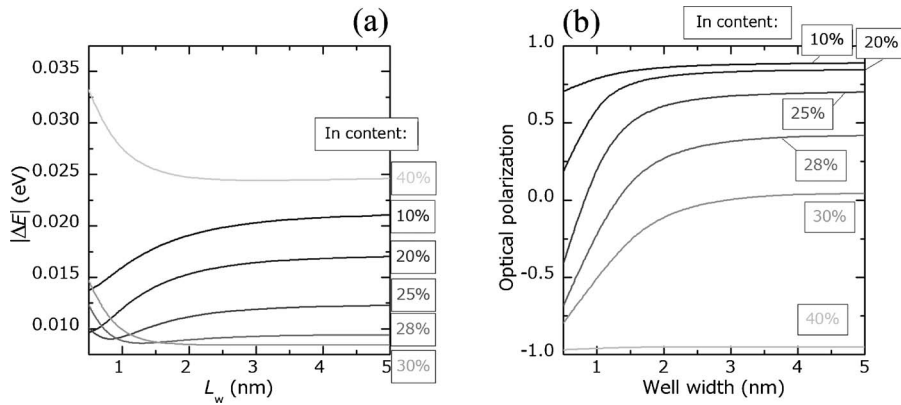 (a)
In content:
0.035
0.030
0.025
0.020
0.015
0.010
|ΔE| (eV)
40%
10%
20%
25%
28%
30%
1 2 3 4 5
L_w (nm)
(b)
In content:
10%
20%
25%
28%
30%
40%
1.0
0.5
0.0
-0.5
-1.0
Optical polarization
1 2 3 4 5
Well width (nm)